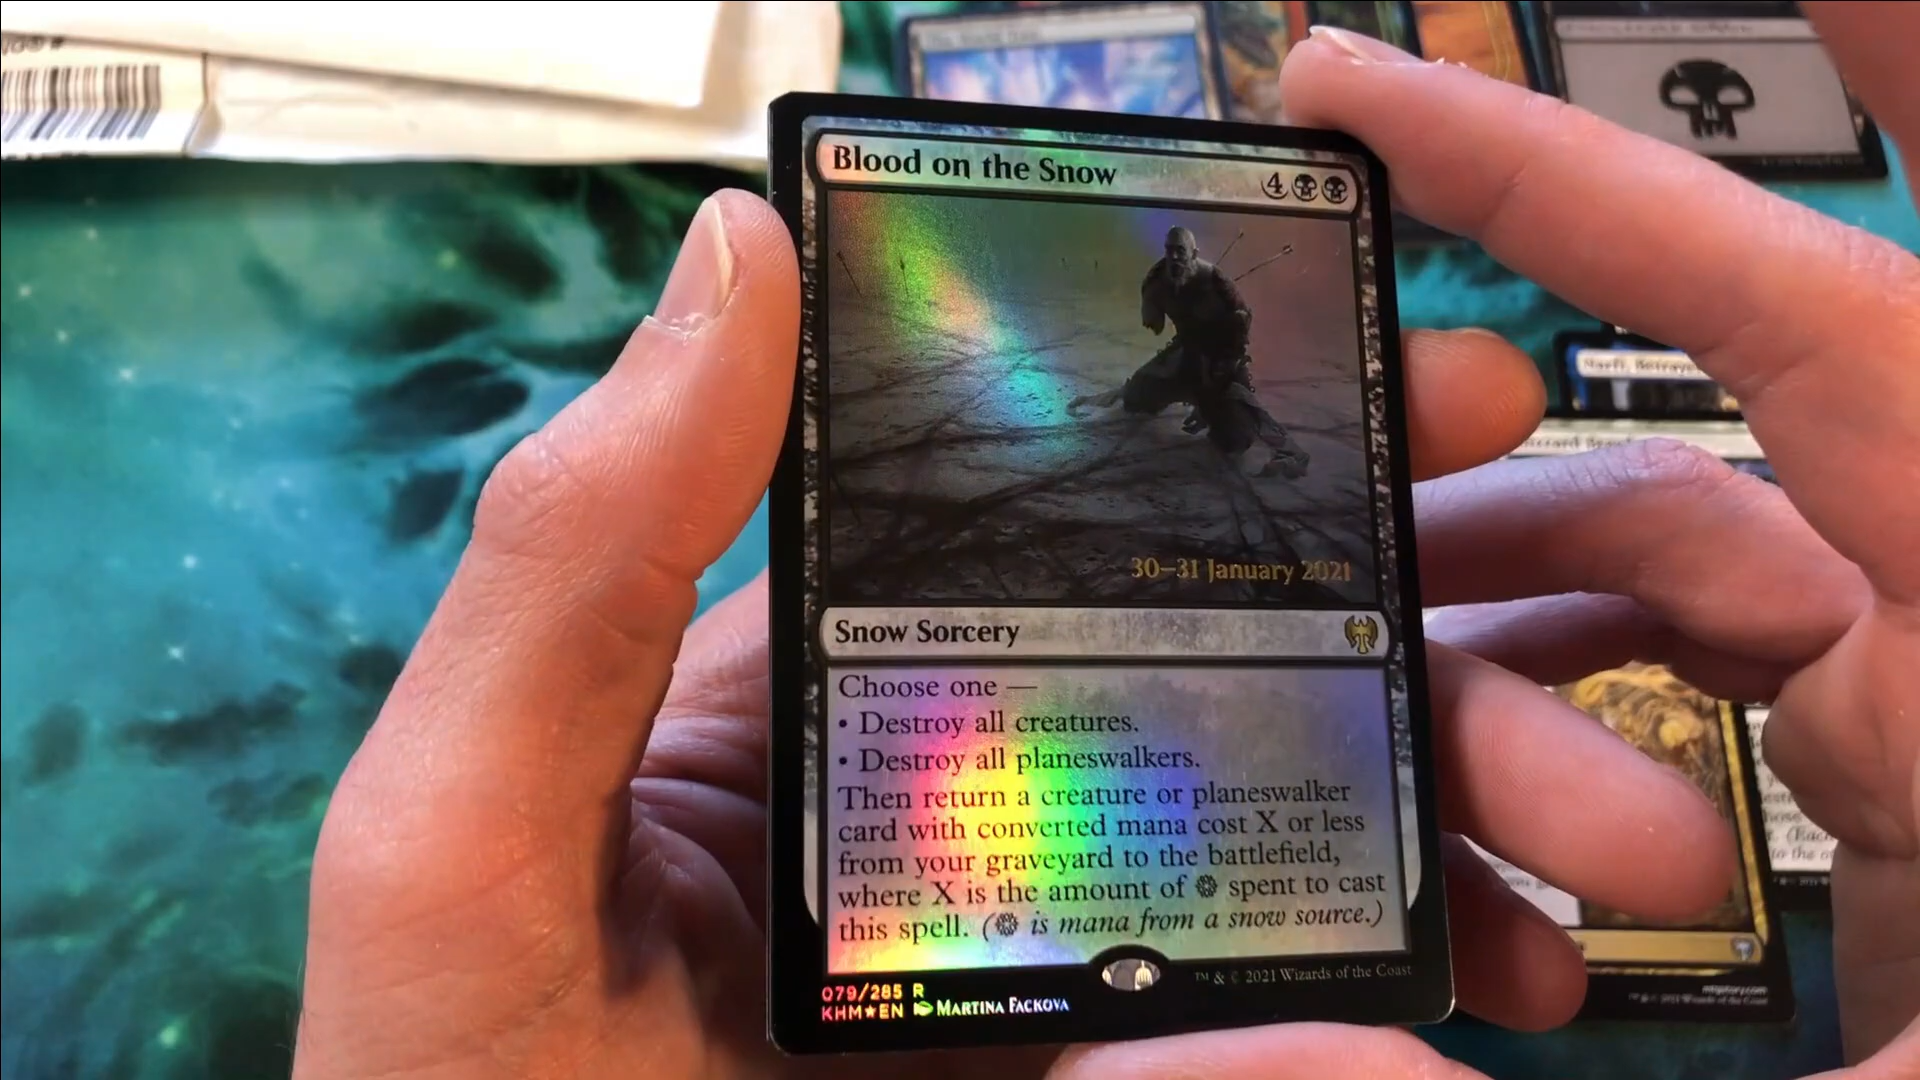 Blood on the Snow
4
30–31 January 2021
Snow Sorcery
Choose one —
• Destroy all creatures.
• Destroy all planeswalkers.
Then return a creature or planeswalker
card with converted mana cost X or less
from your graveyard to the battlefield,
where X is the amount of spent to cast
this spell. ( is mana from a snow source.)
079/285 R
KHM★EN MARTINA FACKOVA
™ & © 2021 Wizards of the Coast